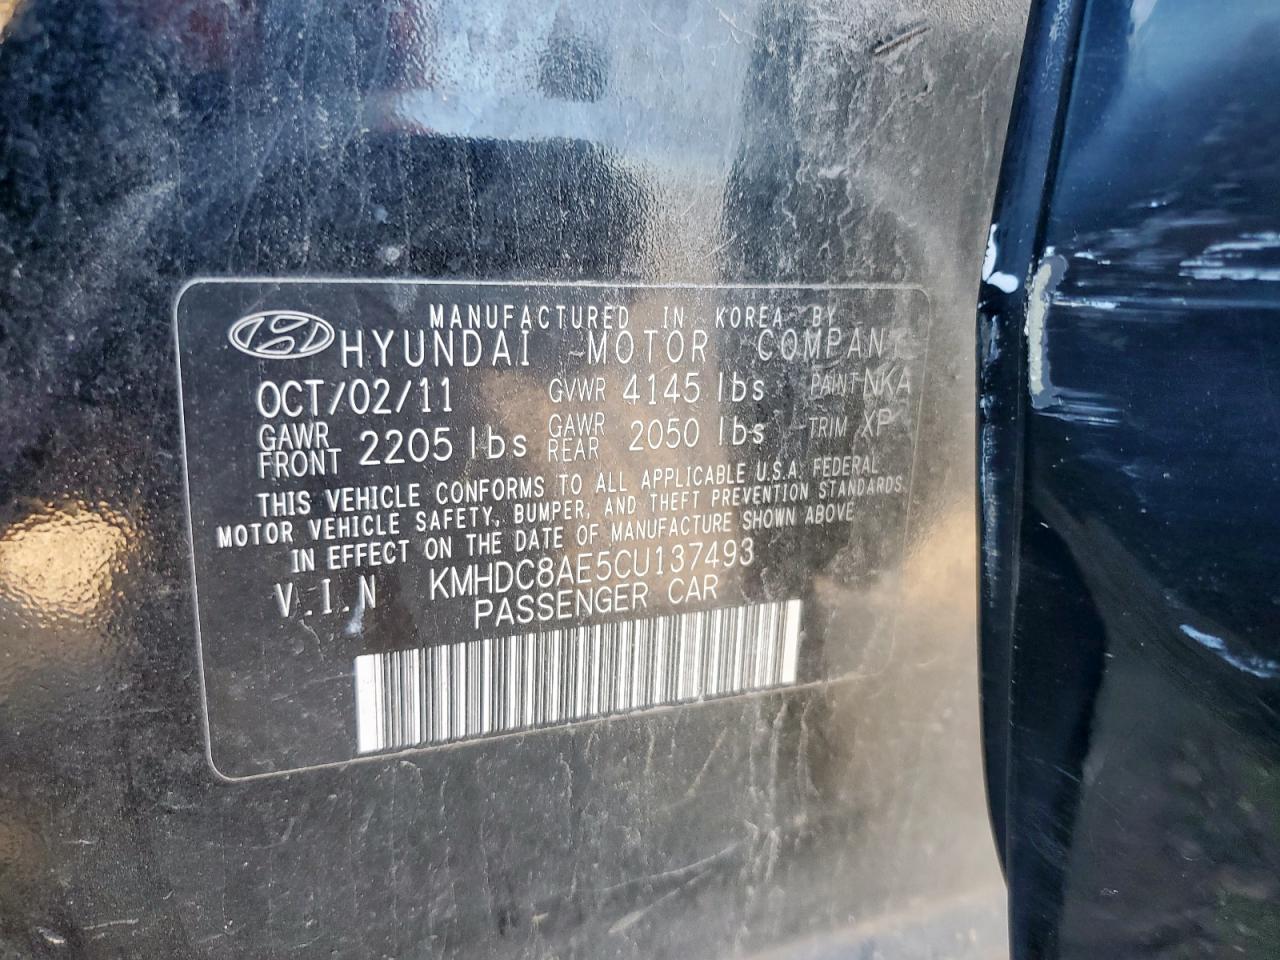 MANUFACTURED IN KOREA BY
HYUNDAI MOTOR COMPANY
OCT/02/11 GVWR 4145 lbs PAINT NKA
GAWR FRONT 2205 lbs GAWR REAR 2050 lbs TRIM XP
THIS VEHICLE CONFORMS TO ALL APPLICABLE U.S.A. FEDERAL
MOTOR VEHICLE SAFETY, BUMPER, AND THEFT PREVENTION STANDARDS
IN EFFECT ON THE DATE OF MANUFACTURE SHOWN ABOVE
V.I.N KMHDC8AE5CU137493
PASSENGER CAR